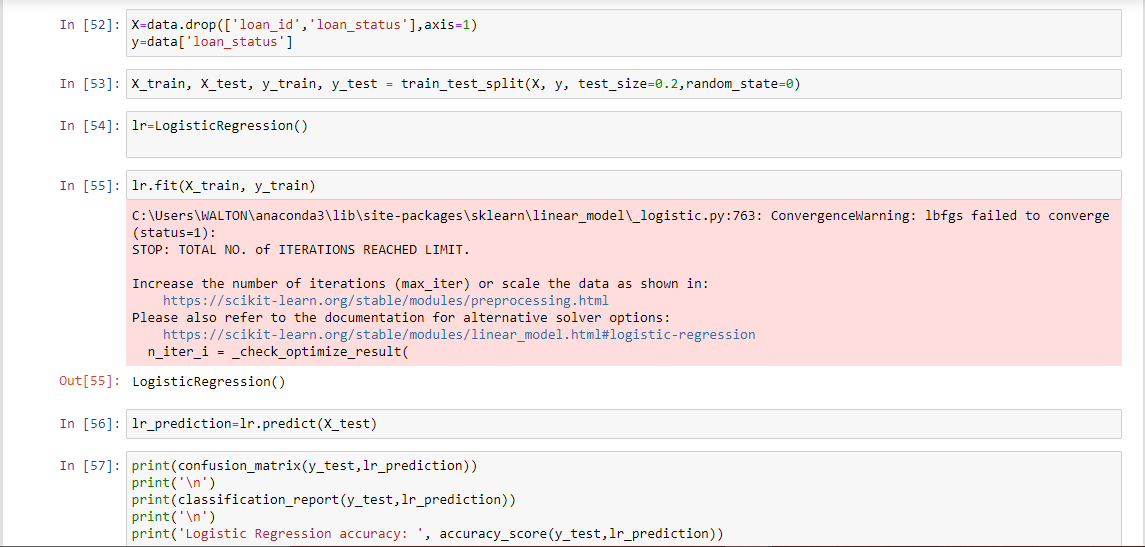 In [52]: X=data.drop(['loan_id','loan_status'],axis=1)
y=data['loan_status']
In [53]: X_train, X_test, y_train, y_test = train_test_split(X, y, test_size=0.2,random_state=0)
In [54]: lr=LogisticRegression()
In [55]: lr.fit(X_train, y_train)
C:\Users\WALTON\anaconda3\lib\site-packages\sklearn\linear_model\_logistic.py:763: ConvergenceWarning: lbfgs failed to converge
(status=1):
STOP: TOTAL NO. of ITERATIONS REACHED LIMIT.
Increase the number of iterations (max_iter) or scale the data as shown in:
https://scikit-learn.org/stable/modules/preprocessing.html
Please also refer to the documentation for alternative solver options:
https://scikit-learn.org/stable/modules/linear_model.html#logistic-regression
n_iter_i = _check_optimize_result(
Out[55]: LogisticRegression()
In [56]: lr_prediction=lr.predict(X_test)
In [57]: print(confusion_matrix(y_test,lr_prediction))
print('\n')
print(classification_report(y_test,lr_prediction))
print('\n')
print('Logistic Regression accuracy: ', accuracy_score(y_test,lr_prediction))